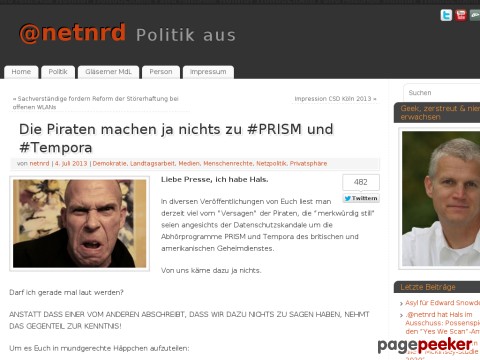 @netnrd Politik aus
Home Politik Gläserner MdL Person Impressum
« Sachverständige fordern Reform der Störerhaftung bei
offenen WLANs
Impression CSD Köln 2013 »
Die Piraten machen ja nichts zu #PRISM und
#Tempora
von netnrd | 4. Juli 2013 | Demokratie, Landtagsarbeit, Medien, Menschenrechte, Netzpolitik, Privatsphäre
Liebe Presse, ich habe Hals.
482
Twittern
In diversen Veröffentlichungen von Euch liest man
derzeit viel vom "Versagen" der Piraten, die "merkwürdig still"
seien angesichts der Datenschutzskandale um die
Abhörprogramme PRISM und Tempora des britischen und
amerikanischen Geheimdienstes.
Von uns käme dazu ja nichts.
Darf ich gerade mal laut werden?
ANSTATT DASS EINER VOM ANDEREN ABSCHREIBT, DASS WIR DAZU NICHTS ZU SAGEN HABEN, NEHMT
DAS GEGENTEIL ZUR KENNTNIS!
Um es Euch in mundgerechte Häppchen aufzuteilen:
Suchen
Geek, zerstreut & nie
erwachsen
Letzte Beiträge
Asyl für Edward Snowde
.@netnrd hat Hals im
Ausschuss: Possenspie
den "Yes We Scan"-An
pagepeeker